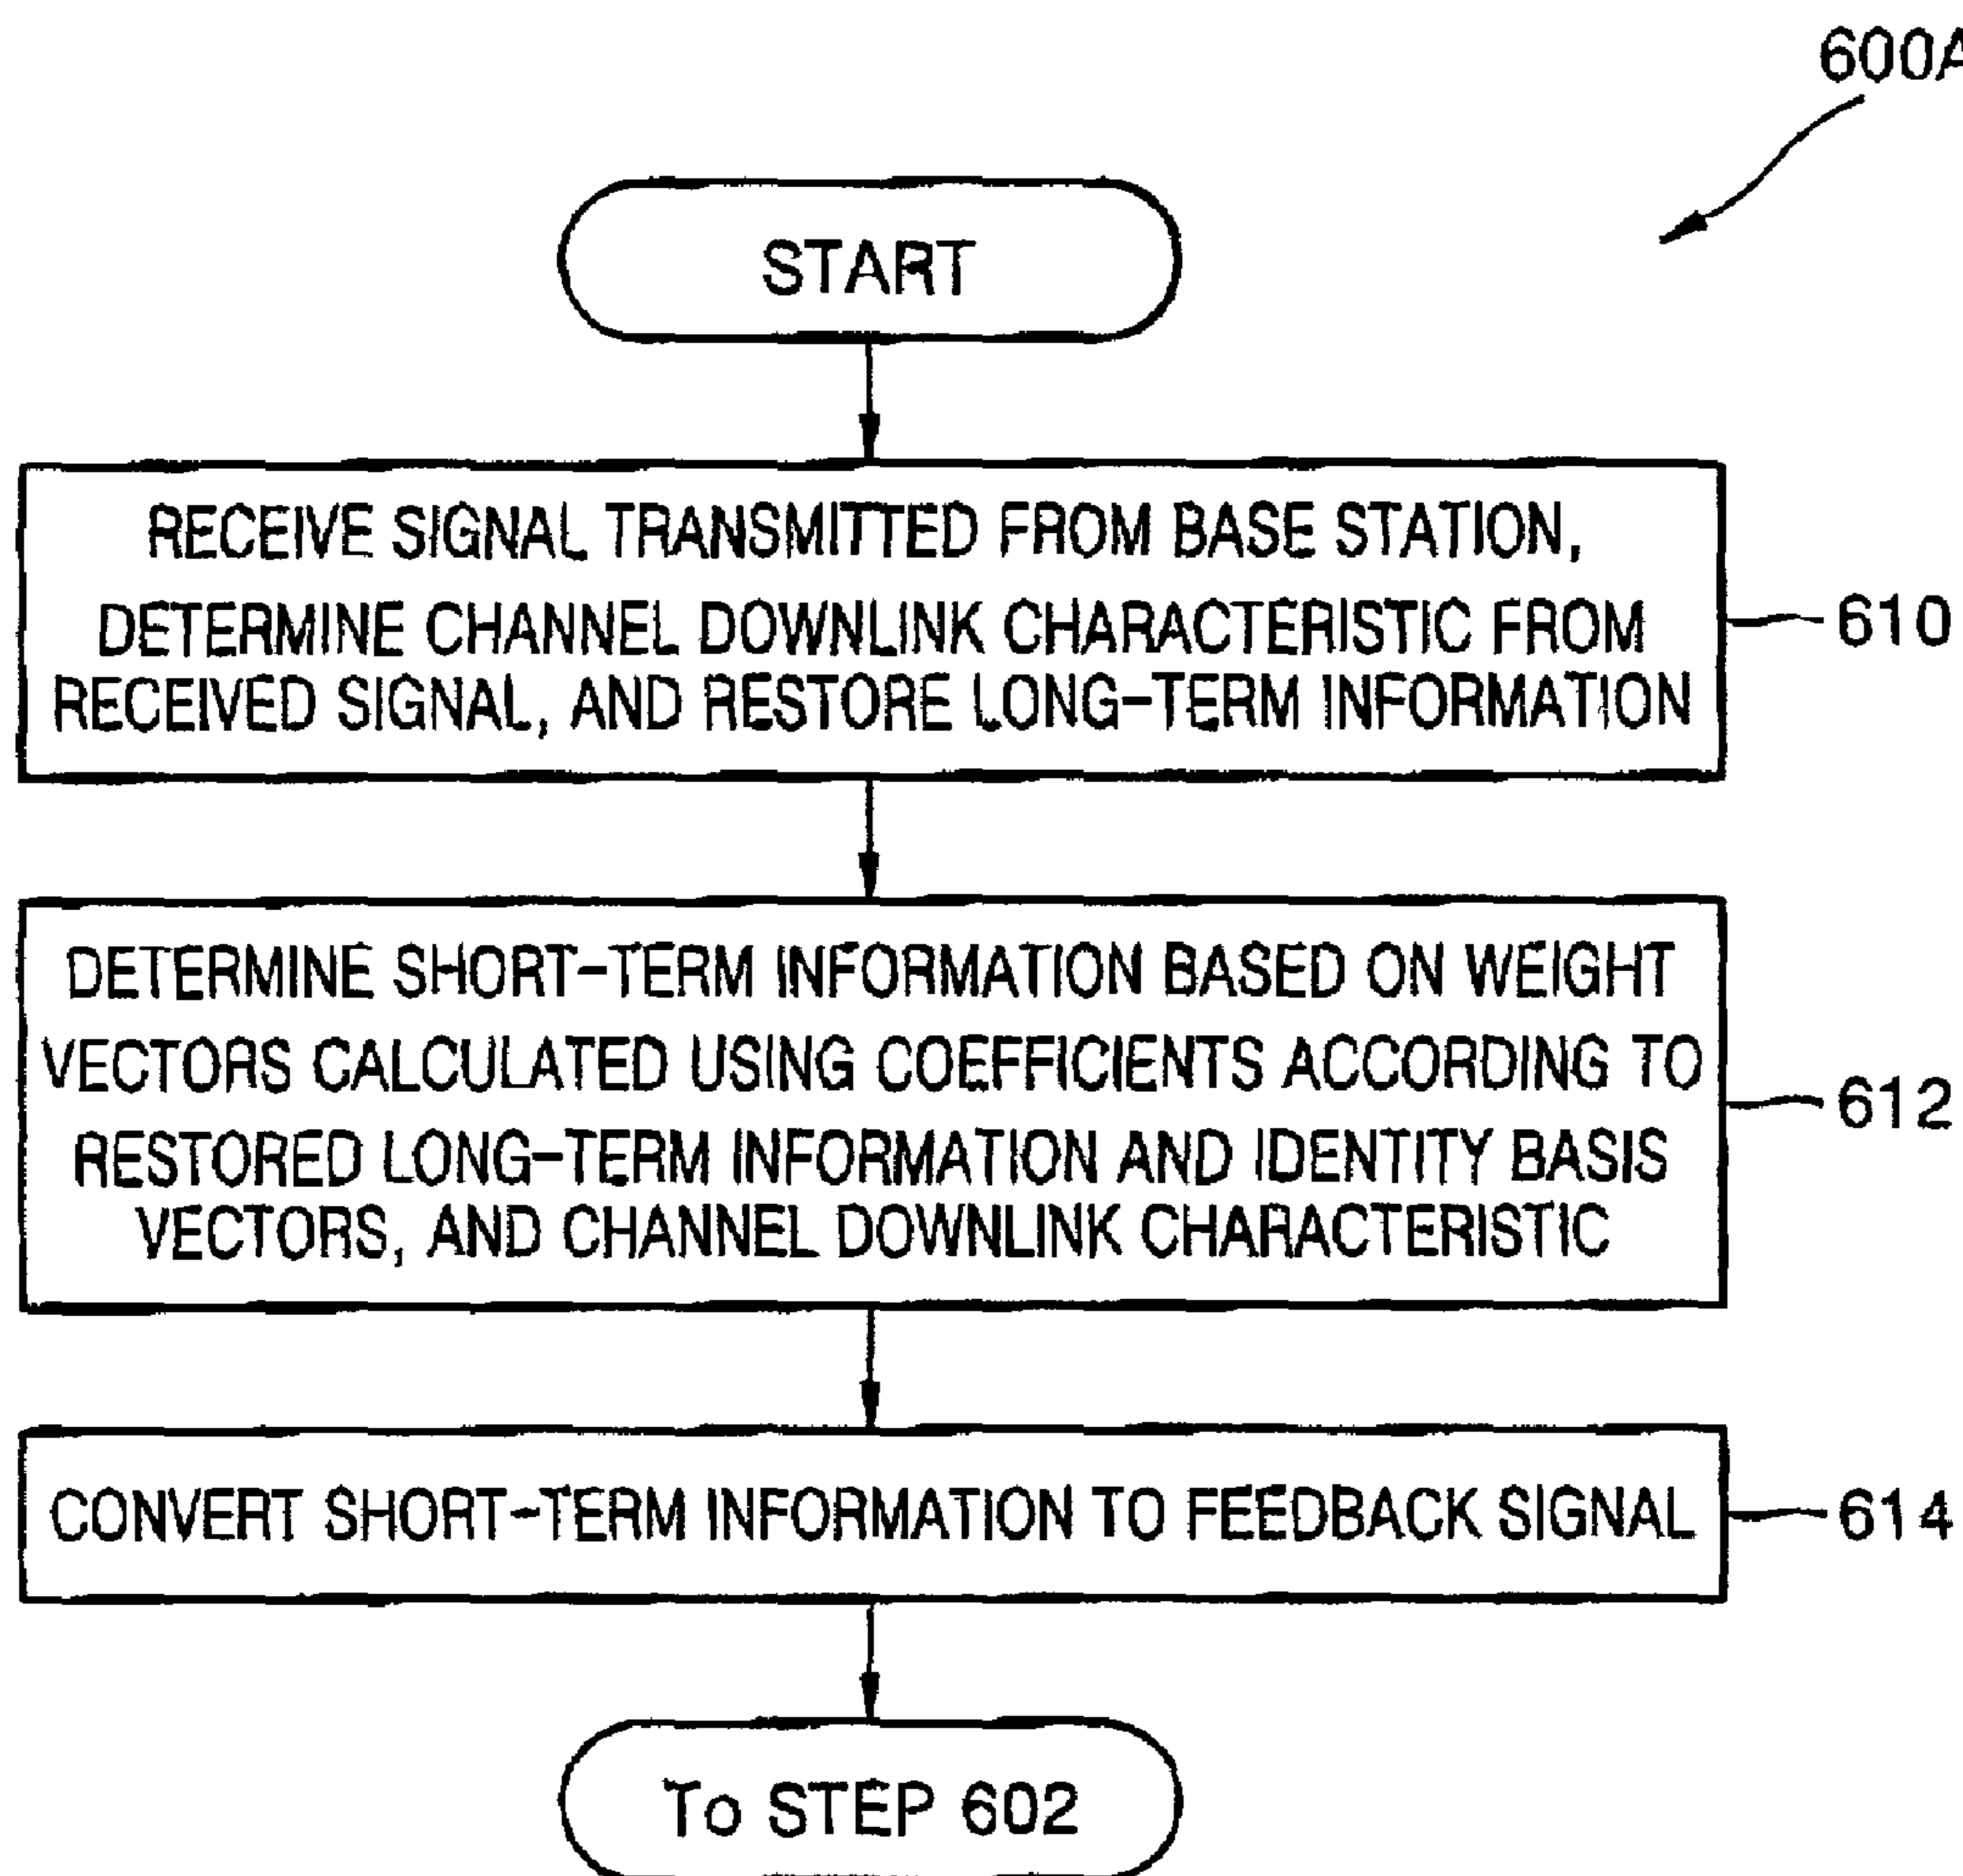 600A
START
RECEIVE SIGNAL TRANSMITTED FROM BASE STATION,
DETERMINE CHANNEL DOWNLINK CHARACTERISTIC FROM
RECEIVED SIGNAL, AND RESTORE LONG-TERM INFORMATION
610
DETERMINE SHORT-TERM INFORMATION BASED ON WEIGHT
VECTORS CALCULATED USING COEFFICIENTS ACCORDING TO
RESTORED LONG-TERM INFORMATION AND IDENTITY BASIS
VECTORS, AND CHANNEL DOWNLINK CHARACTERISTIC
612
CONVERT SHORT-TERM INFORMATION TO FEEDBACK SIGNAL
614
To STEP 602